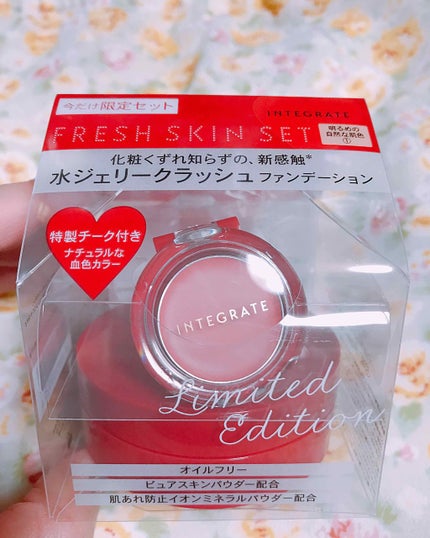 今だけ限定セット
INTEGRATE
FRESH SKIN SET
明るめの
自然な肌色
①
化粧くずれ知らずの、新感触*
水ジェリークラッシュ ファンデーション
特製チーク付き
ナチュラルな
血色カラー
INTEGRATE
Limited
Edition
オイルフリー
ピュアスキンパウダー配合
肌あれ防止イオンミネラルパウダー配合